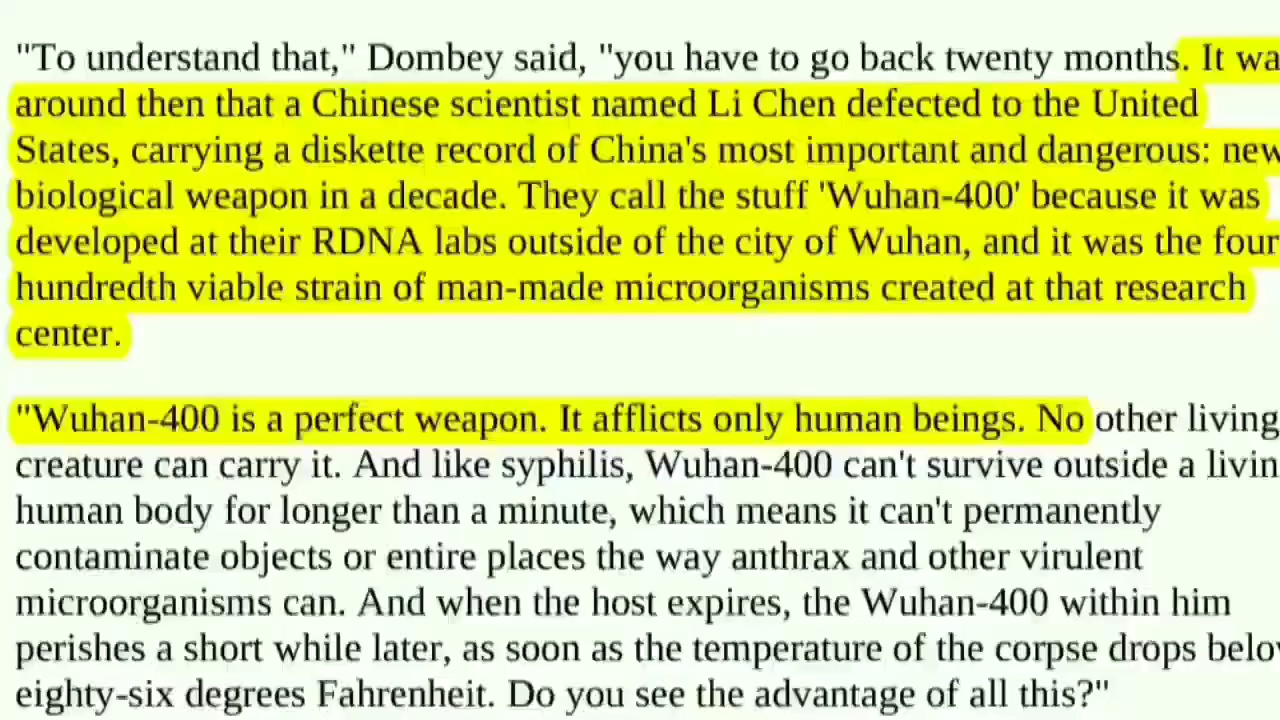 "To understand that," Dombey said, "you have to go back twenty months. It wa
around then that a Chinese scientist named Li Chen defected to the United
States, carrying a diskette record of China's most important and dangerous: new
biological weapon in a decade. They call the stuff 'Wuhan-400' because it was
developed at their RDNA labs outside of the city of Wuhan, and it was the four
hundredth viable strain of man-made microorganisms created at that research
center.
"Wuhan-400 is a perfect weapon. It afflicts only human beings. No other living
creature can carry it. And like syphilis, Wuhan-400 can't survive outside a livin
human body for longer than a minute, which means it can't permanently
contaminate objects or entire places the way anthrax and other virulent
microorganisms can. And when the host expires, the Wuhan-400 within him
perishes a short while later, as soon as the temperature of the corpse drops belo
eighty-six degrees Fahrenheit. Do you see the advantage of all this?"